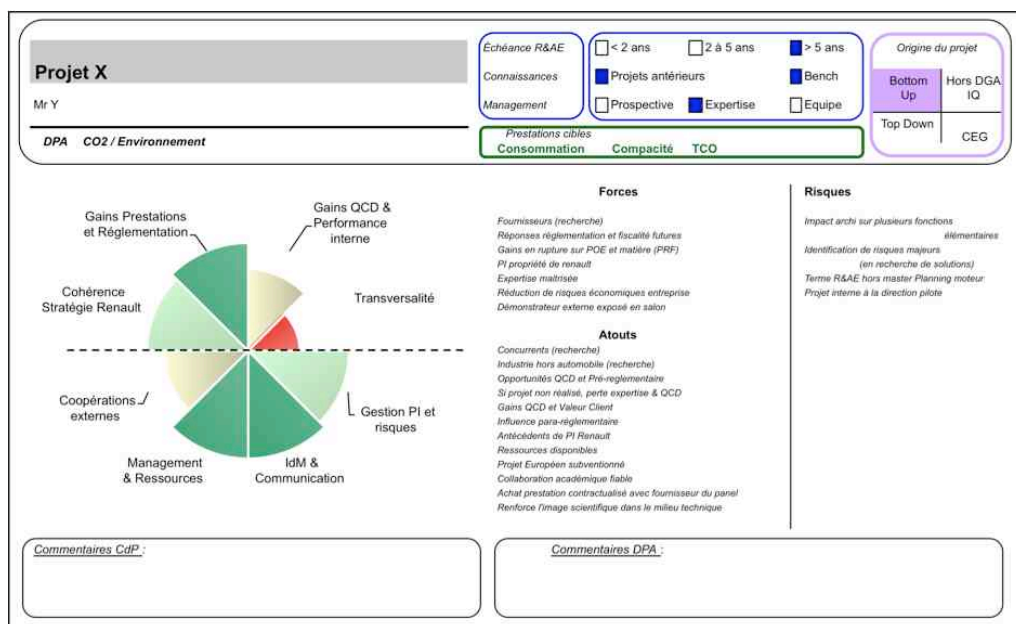 Projet X
Mr Y
DPA CO2 / Environnement
Échéance R&AE
< 2 ans
2 à 5 ans
> 5 ans
Connaissances
Projets antérieurs
Bench
Management
Prospective
Expertise
Equipe
Prestations cibles
Consommation Compacité TCO
Origine du projet
Bottom Up
Hors DGA IQ
Top Down
CEG
Gains Prestations
et Réglementation
Gains QCD &
Performance
interne
Cohérence
Stratégie Renault
Transversalité
Coopérations
externes
Gestion PI et
risques
Management
& Ressources
IdM &
Communication
Forces
Fournisseurs (recherche)
Réponses règlementation et fiscalité futures
Gains en rupture sur POE et matière (PRF)
PI propriété de renault
Expertise maitrisée
Réduction de risques économiques entreprise
Démonstrateur externe exposé en salon
Atouts
Concurrents (recherche)
Industrie hors automobile (recherche)
Opportunités QCD et Pré-reglementaire
Si projet non réalisé, perte expertise & QCD
Gains QCD et Valeur Client
Influence para-réglementaire
Antécédents de PI Renault
Ressources disponibles
Projet Européen subventionné
Collaboration académique fiable
Achat prestation contractualisé avec fournisseur du panel
Renforce l'image scientifique dans le milieu technique
Risques
Impact archi sur plusieurs fonctions
élémentaires
Identification de risques majeurs
(en recherche de solutions)
Terme R&AE hors master Planning moteur
Projet interne à la direction pilote
Commentaires CdP :
Commentaires DPA :